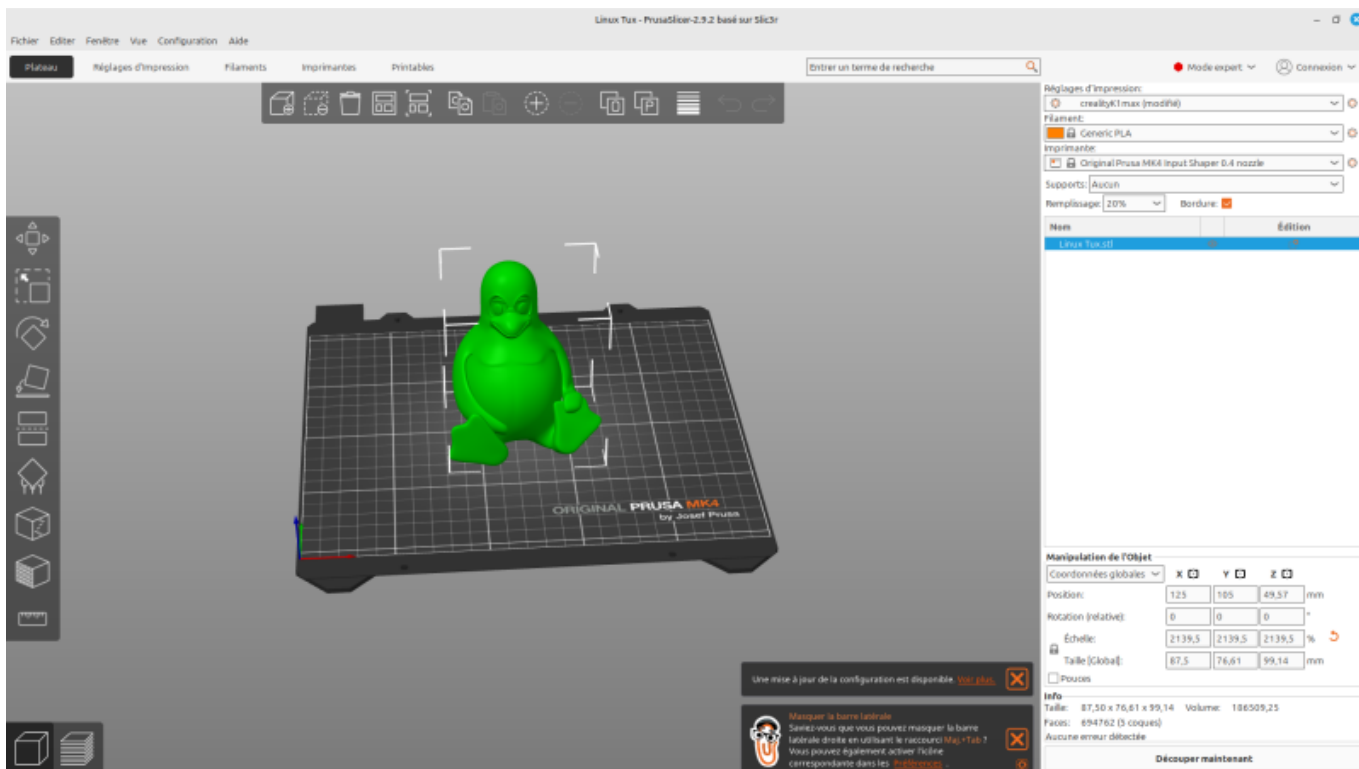 Linux Tux - PrusaSlicer-2.9.2 basé sur Slic3r
Fichier Editer Fenêtre Vue Configuration Aide
Plateau Réglages d'impression Filaments Imprimantes Printables Entrer un terme de recherche Mode expert Connexion
Réglages d'impression:
crealityK1max (modifié)
Filament:
Generic PLA
Imprimante:
Original Prusa MK4 Input Shaper 0.4 nozzle
Supports: Aucun
Remplissage: 20% Bordure:
Nom Édition
Linux Tux.stl
ORIGINAL PRUSA MK4
by Josef Prusa
Manipulation de l'Objet
Coordonnées globales X Y Z
Position: 125 105 49,57 mm
Rotation (relative): 0 0 0 °
Échelle: 2139,5 2139,5 2139,5 %
Taille [Global]: 87,5 76,61 99,14 mm
Pouces
Info
Taille: 87,50 x 76,61 x 99,14 Volume: 186509,25
Faces: 694762 (3 coques)
Aucune erreur détectée
Découper maintenant
Une mise à jour de la configuration est disponible. Voir plus.
Masquer la barre latérale
Saviez-vous que vous pouvez masquer la barre
latérale droite en utilisant le raccourci Maj.+Tab ?
Vous pouvez également activer l'icône
correspondante dans les Préférences .